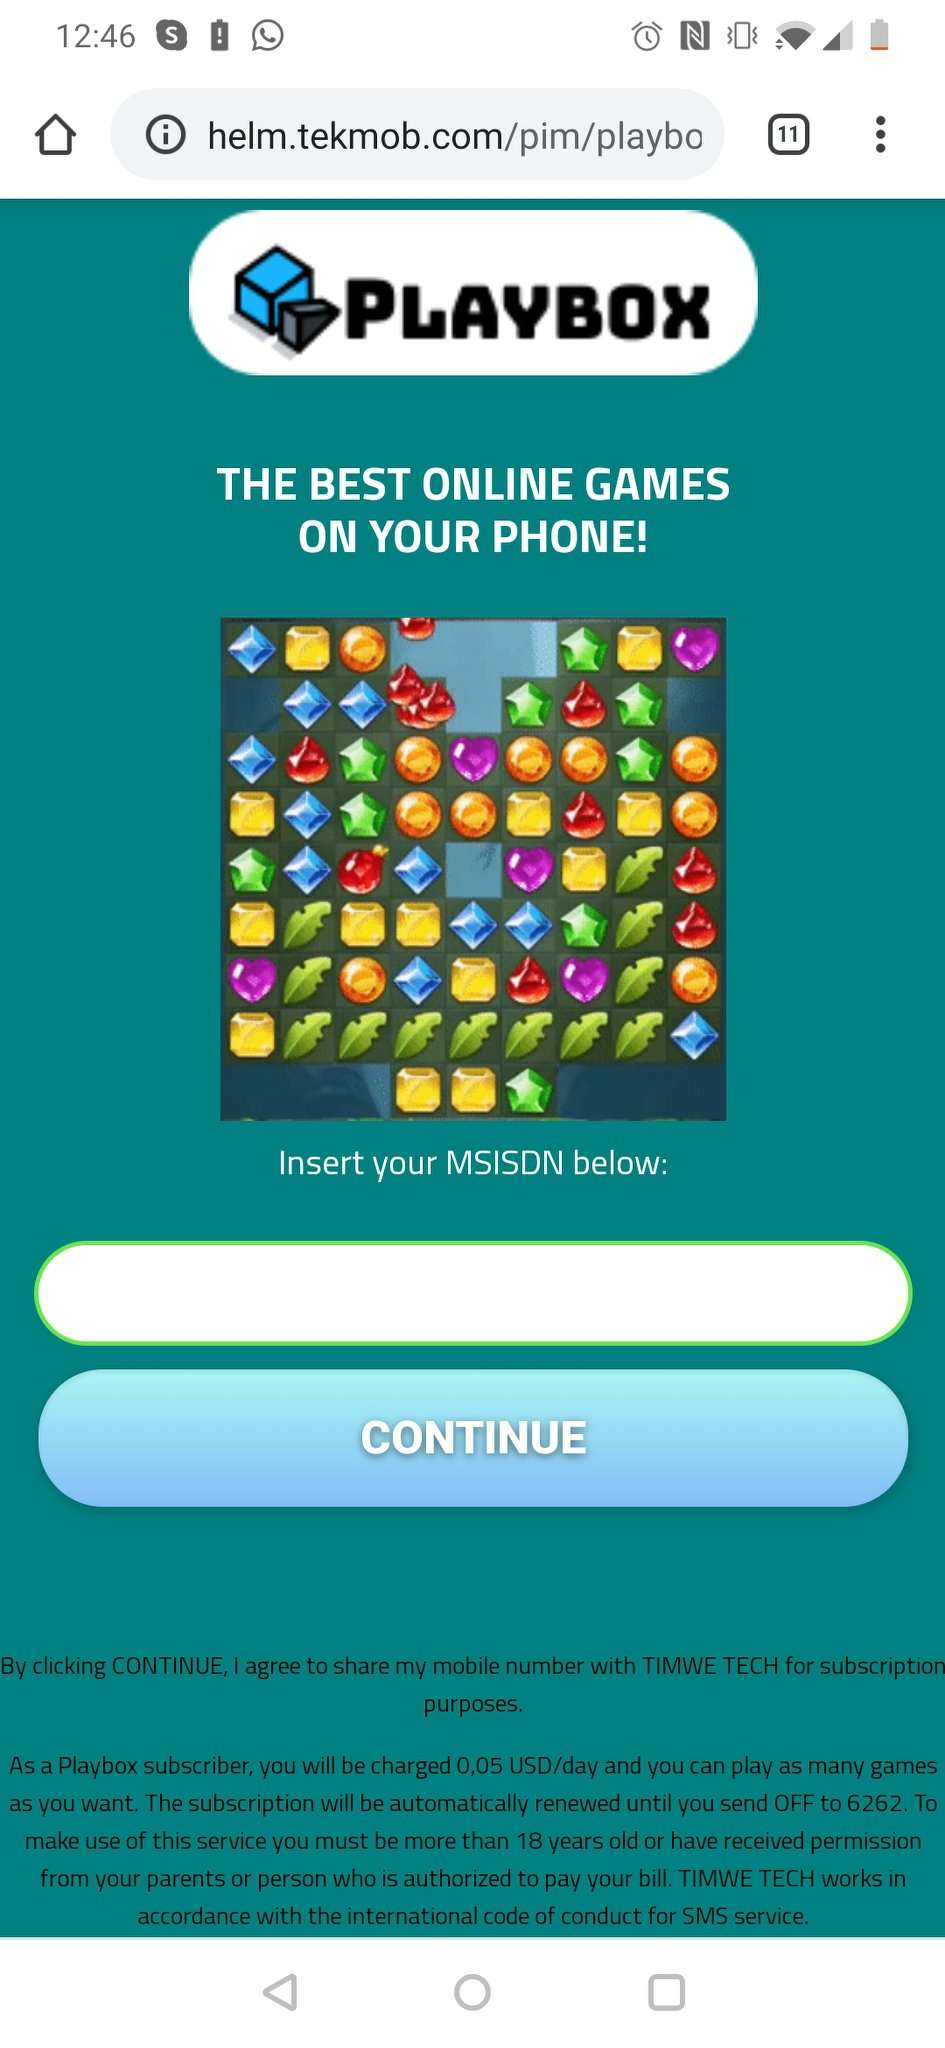 12:46
helm.tekmob.com/pim/playbo
11
PLAYBOX
THE BEST ONLINE GAMES
ON YOUR PHONE!
Insert your MSISDN below:
CONTINUE
By clicking CONTINUE, I agree to share my mobile number with TIMWE TECH for subscription
purposes.
As a Playbox subscriber, you will be charged 0,05 USD/day and you can play as many games
as you want. The subscription will be automatically renewed until you send OFF to 6262. To
make use of this service you must be more than 18 years old or have received permission
from your parents or person who is authorized to pay your bill. TIMWE TECH works in
accordance with the international code of conduct for SMS service.